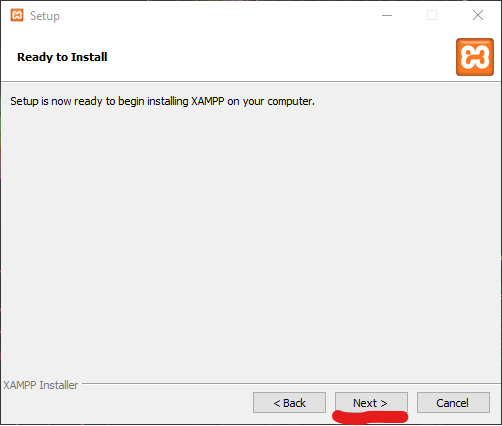 Setup
Ready to Install
Setup is now ready to begin installing XAMPP on your computer.
XAMPP Installer
< Back
Next >
Cancel